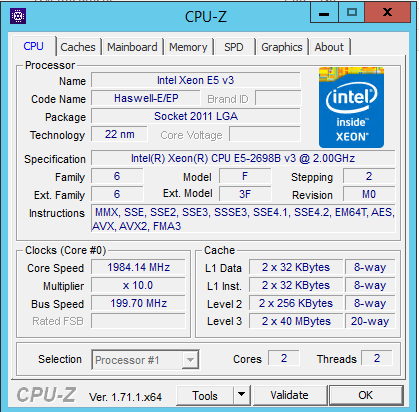 CPU-Z
CPU Caches Mainboard Memory SPD Graphics About
Processor
Name Intel Xeon E5 v3
Code Name Haswell-E/EP Brand ID
Package Socket 2011 LGA
Technology 22 nm Core Voltage
intel inside™ XEON®
Specification Intel(R) Xeon(R) CPU E5-2698B v3 @ 2.00GHz
Family 6 Model F Stepping 2
Ext. Family 6 Ext. Model 3F Revision M0
Instructions MMX, SSE, SSE2, SSE3, SSSE3, SSE4.1, SSE4.2, EM64T, AES,
AVX, AVX2, FMA3
Clocks (Core #0)
Core Speed 1984.14 MHz
Multiplier x 10.0
Bus Speed 199.70 MHz
Rated FSB
Cache
L1 Data 2 x 32 KBytes 8-way
L1 Inst. 2 x 32 KBytes 8-way
Level 2 2 x 256 KBytes 8-way
Level 3 2 x 40 MBytes 20-way
Selection Processor #1 Cores 2 Threads 2
CPU-Z Ver. 1.71.1.x64 Tools Validate OK